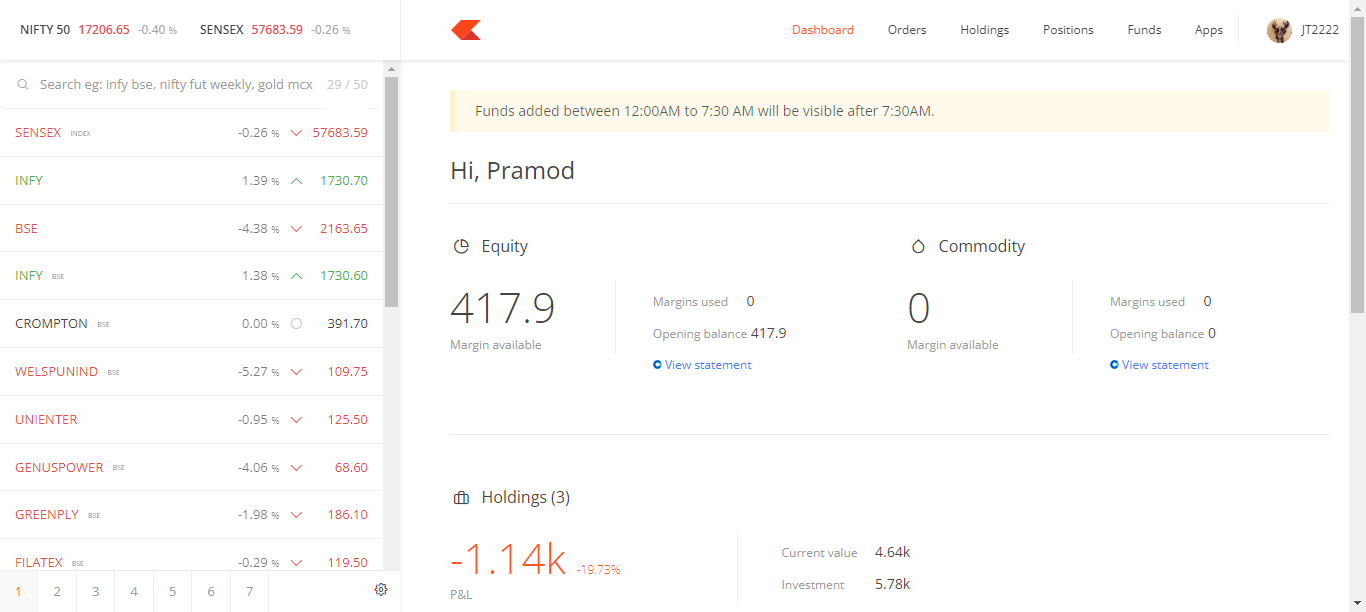 NIFTY 50 17206.65 -0.40 % SENSEX 57683.59 -0.26 %
Dashboard Orders Holdings Positions Funds Apps JT2222
Search eg: infy bse, nifty fut weekly, gold mcx 29 / 50
SENSEX INDEX -0.26 % 57683.59
INFY 1.39 % 1730.70
BSE -4.38 % 2163.65
INFY BSE 1.38 % 1730.60
CROMPTON BSE 0.00 % 391.70
WELSPUNIND BSE -5.27 % 109.75
UNIENTER -0.95 % 125.50
GENUSPOWER BSE -4.06 % 68.60
GREENPLY BSE -1.98 % 186.10
FILATEX BSE -0.29 % 119.50
1 2 3 4 5 6 7
Funds added between 12:00AM to 7:30 AM will be visible after 7:30AM.
Hi, Pramod
Equity
417.9
Margin available
Margins used 0
Opening balance 417.9
View statement
Commodity
0
Margin available
Margins used 0
Opening balance 0
View statement
Holdings (3)
-1.14k -19.73%
P&L
Current value 4.64k
Investment 5.78k